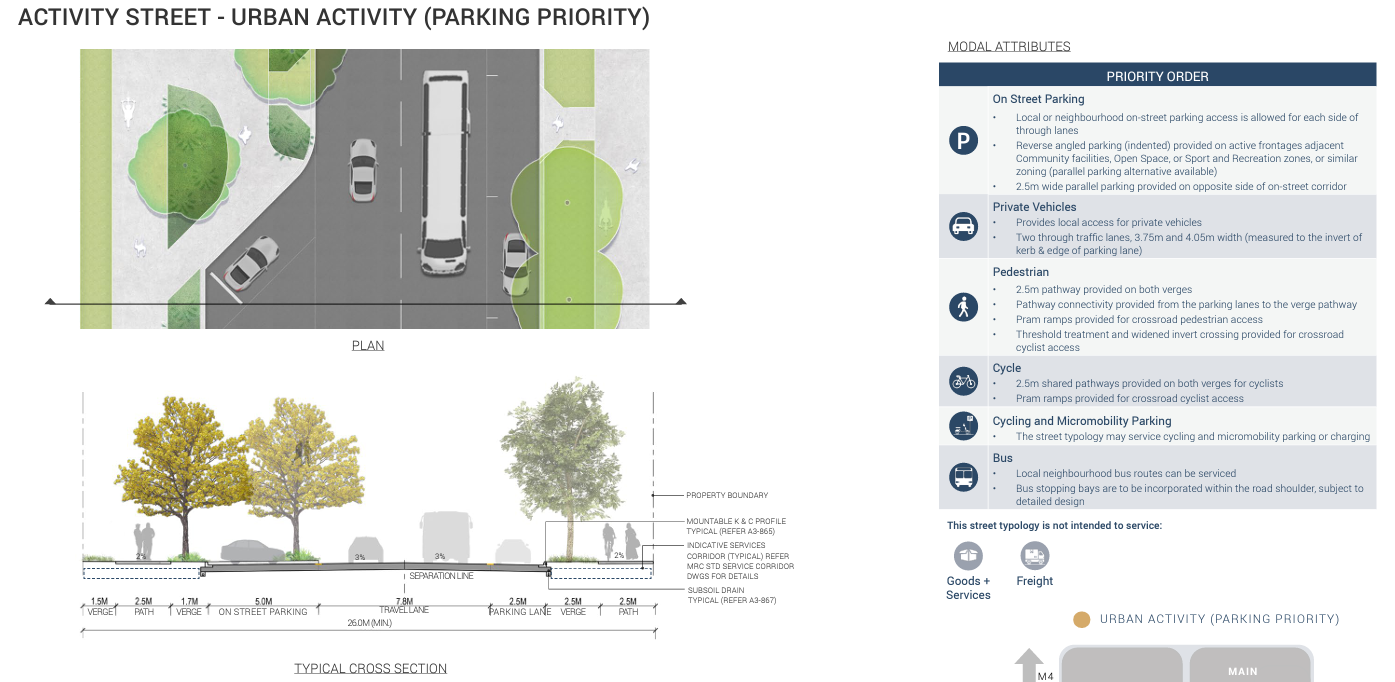 ACTIVITY STREET - URBAN ACTIVITY (PARKING PRIORITY)
PLAN
2%
3%
3%
2%
SEPARATION LINE
PROPERTY BOUNDARY
MOUNTABLE K & C PROFILE
TYPICAL (REFER A3-865)
INDICATIVE SERVICES
CORRIDOR (TYPICAL) REFER
MRC STD SERVICE CORRIDOR
DWGS FOR DETAILS
SUBSOIL DRAIN
TYPICAL (REFER A3-867)
1.5M 2.5M 1.7M 5.0M 7.8M 2.5M 2.5M 2.5M
VERGE PATH VERGE ON STREET PARKING TRAVEL LANE PARKING LANE VERGE PATH
26.0M (MIN.)
TYPICAL CROSS SECTION
MODAL ATTRIBUTES
PRIORITY ORDER
P
On Street Parking
• Local or neighbourhood on-street parking access is allowed for each side of
through lanes
• Reverse angled parking (indented) provided on active frontages adjacent
Community facilities, Open Space, or Sport and Recreation zones, or similar
zoning (parallel parking alternative available)
• 2.5m wide parallel parking provided on opposite side of on-street corridor
Private Vehicles
• Provides local access for private vehicles
• Two through traffic lanes, 3.75m and 4.05m width (measured to the invert of
kerb & edge of parking lane)
Pedestrian
• 2.5m pathway provided on both verges
• Pathway connectivity provided from the parking lanes to the verge pathway
• Pram ramps provided for crossroad pedestrian access
• Threshold treatment and widened invert crossing provided for crossroad
cyclist access
Cycle
• 2.5m shared pathways provided on both verges for cyclists
• Pram ramps provided for crossroad cyclist access
Cycling and Micromobility Parking
• The street typology may service cycling and micromobility parking or charging
Bus
• Local neighbourhood bus routes can be serviced
• Bus stopping bays are to be incorporated within the road shoulder, subject to
detailed design
This street typology is not intended to service:
Goods +
Services
Freight
URBAN ACTIVITY (PARKING PRIORITY)
MAIN
M4